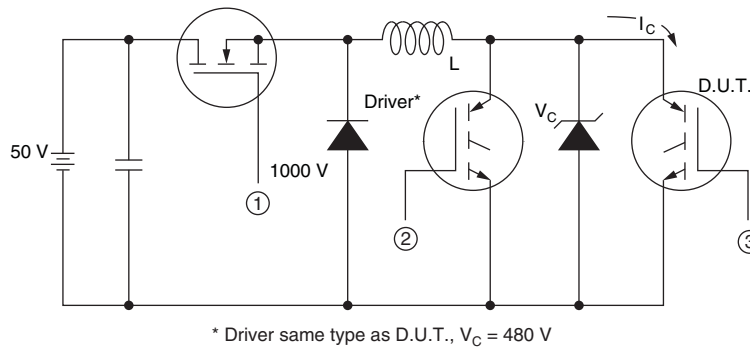 I_C
L
D.U.T.
Driver*
V_C
50 V
1000 V
①
②
③
* Driver same type as D.U.T., V_C = 480 V